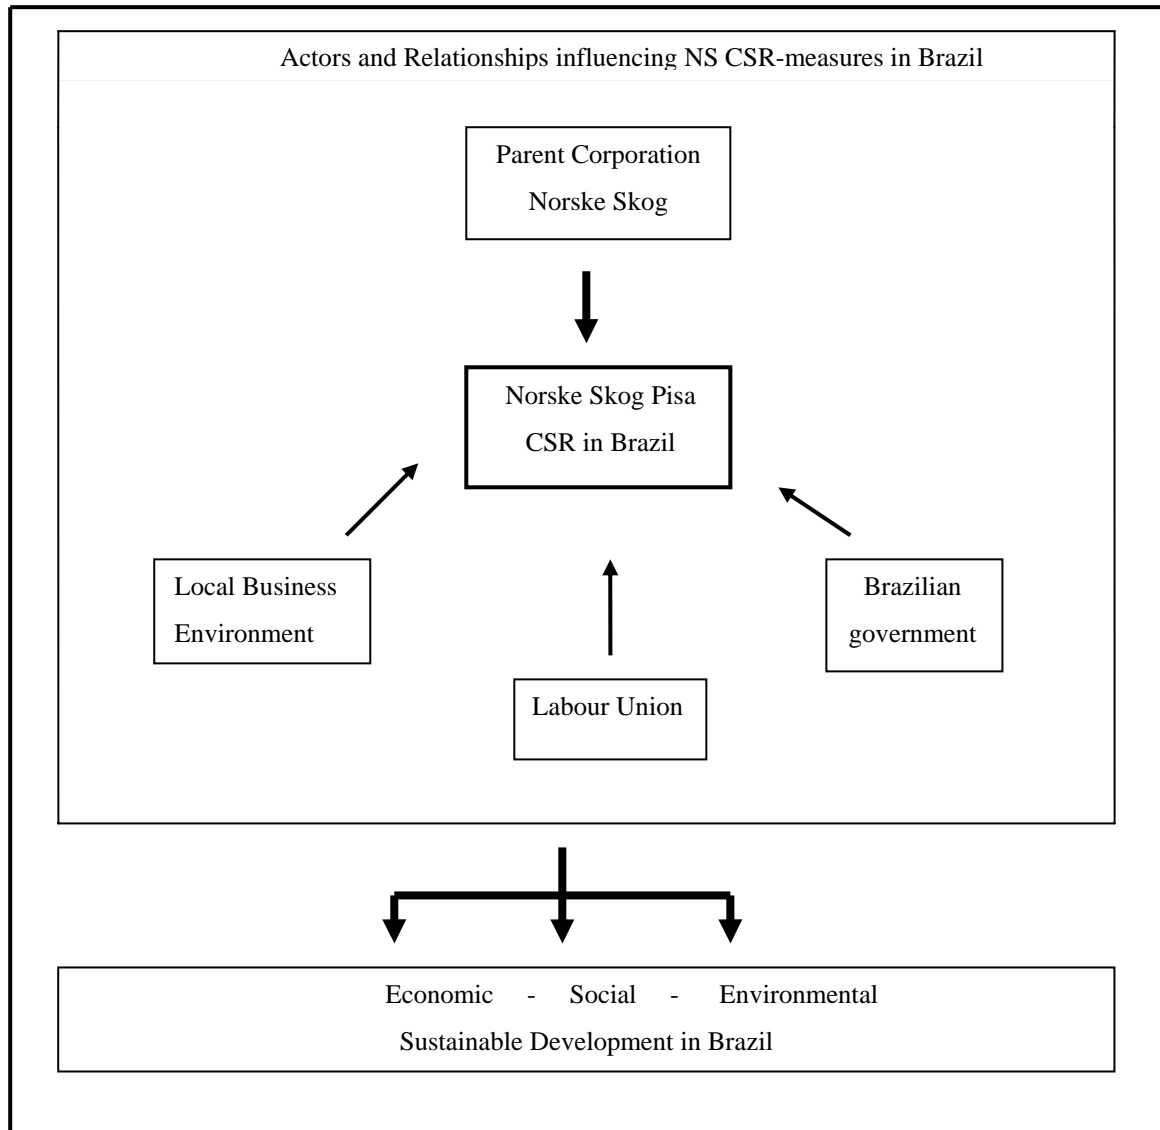 Actors and Relationships influencing NS CSR-measures in Brazil
Parent Corporation
Norske Skog
Norske Skog Pisa
CSR in Brazil
Local Business
Environment
Brazilian
government
Labour Union
Economic - Social - Environmental
Sustainable Development in Brazil